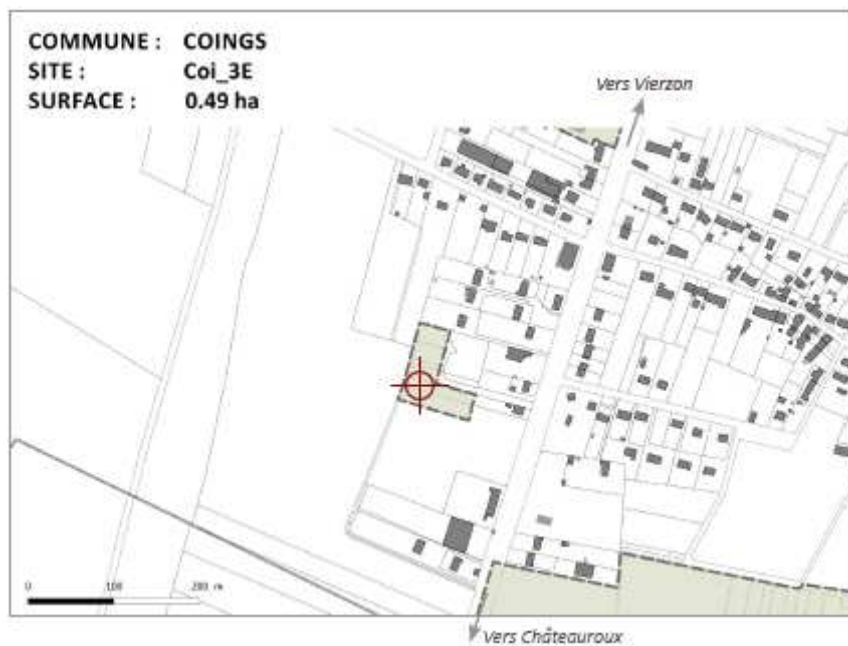 COMMUNE : COINGS
SITE : Coi_3E
SURFACE : 0.49 ha
Vers Vierzon
0 100 200 m
Vers Châteauroux